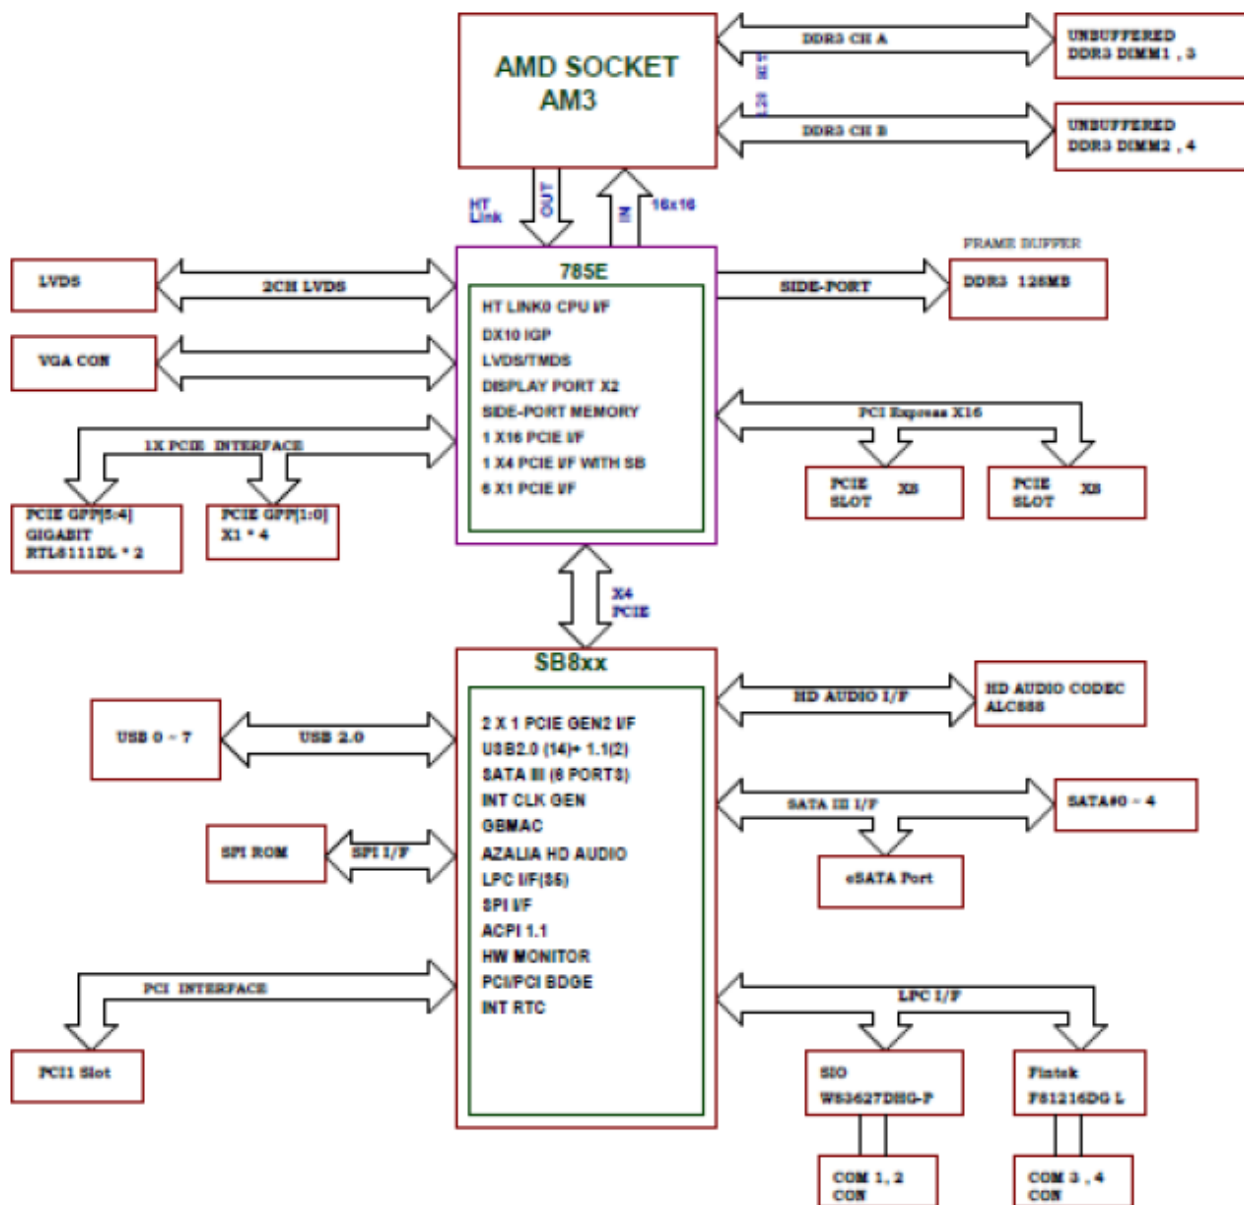 AMD SOCKET
AM3
DDR3 CH A
UNBUFFERED
DDR3 DIMM1 , 3
DDR3 CH B
UNBUFFERED
DDR3 DIMM2 , 4
HT
Link
OUT
IN
16x16
785E
HT LINK0 CPU I/F
DX10 IGP
LVDS/TMDS
DISPLAY PORT X2
SIDE-PORT MEMORY
1 X16 PCIE I/F
1 X4 PCIE I/F WITH SB
6 X1 PCIE I/F
LVDS
2CH LVDS
VGA CON
1X PCIE INTERFACE
PCIE GPP[5:4]
GIGABIT
RTL8111DL * 2
PCIE GPP[1:0]
X1 * 4
FRAME BUFFER
SIDE-PORT
DDR3 128MB
PCI Express X16
PCIE X8
SLOT
PCIE X8
SLOT
X4
PCIE
SB8xx
2 X 1 PCIE GEN2 I/F
USB2.0 (14)+ 1.1(2)
SATA III (6 PORTS)
INT CLK GEN
GBMAC
AZALIA HD AUDIO
LPC I/F(S5)
SPI I/F
ACPI 1.1
HW MONITOR
PCI/PCI BDGE
INT RTC
USB 0 ~ 7
USB 2.0
SPI ROM
SPI I/F
PCI INTERFACE
PCI1 Slot
HD AUDIO I/F
HD AUDIO CODEC
ALC888
SATA III I/F
SATA#0 ~ 4
eSATA Port
LPC I/F
SIO
W83627DHG-P
Fintek
F81216DG L
COM 1, 2
CON
COM 3 , 4
CON